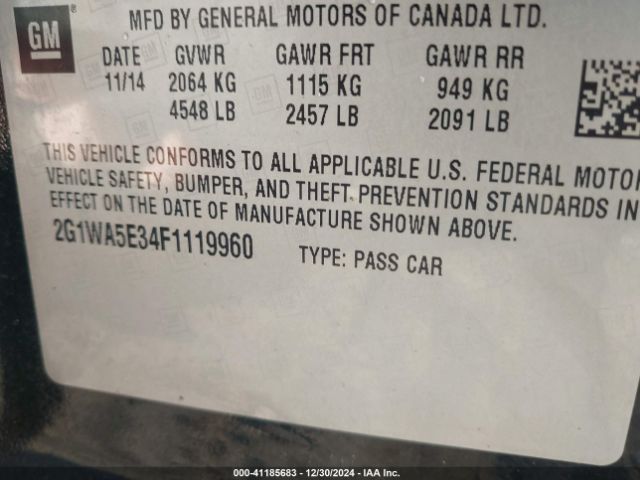 GM
MFD BY GENERAL MOTORS OF CANADA LTD.
DATE GVWR GAWR FRT GAWR RR
11/14 2064 KG 1115 KG 949 KG
4548 LB 2457 LB 2091 LB
THIS VEHICLE CONFORMS TO ALL APPLICABLE U.S. FEDERAL MOTOR
VEHICLE SAFETY, BUMPER, AND THEFT PREVENTION STANDARDS IN
EFFECT ON THE DATE OF MANUFACTURE SHOWN ABOVE.
2G1WA5E34F1119960 TYPE: PASS CAR
000-41185683 - 12/30/2024 - IAA Inc.